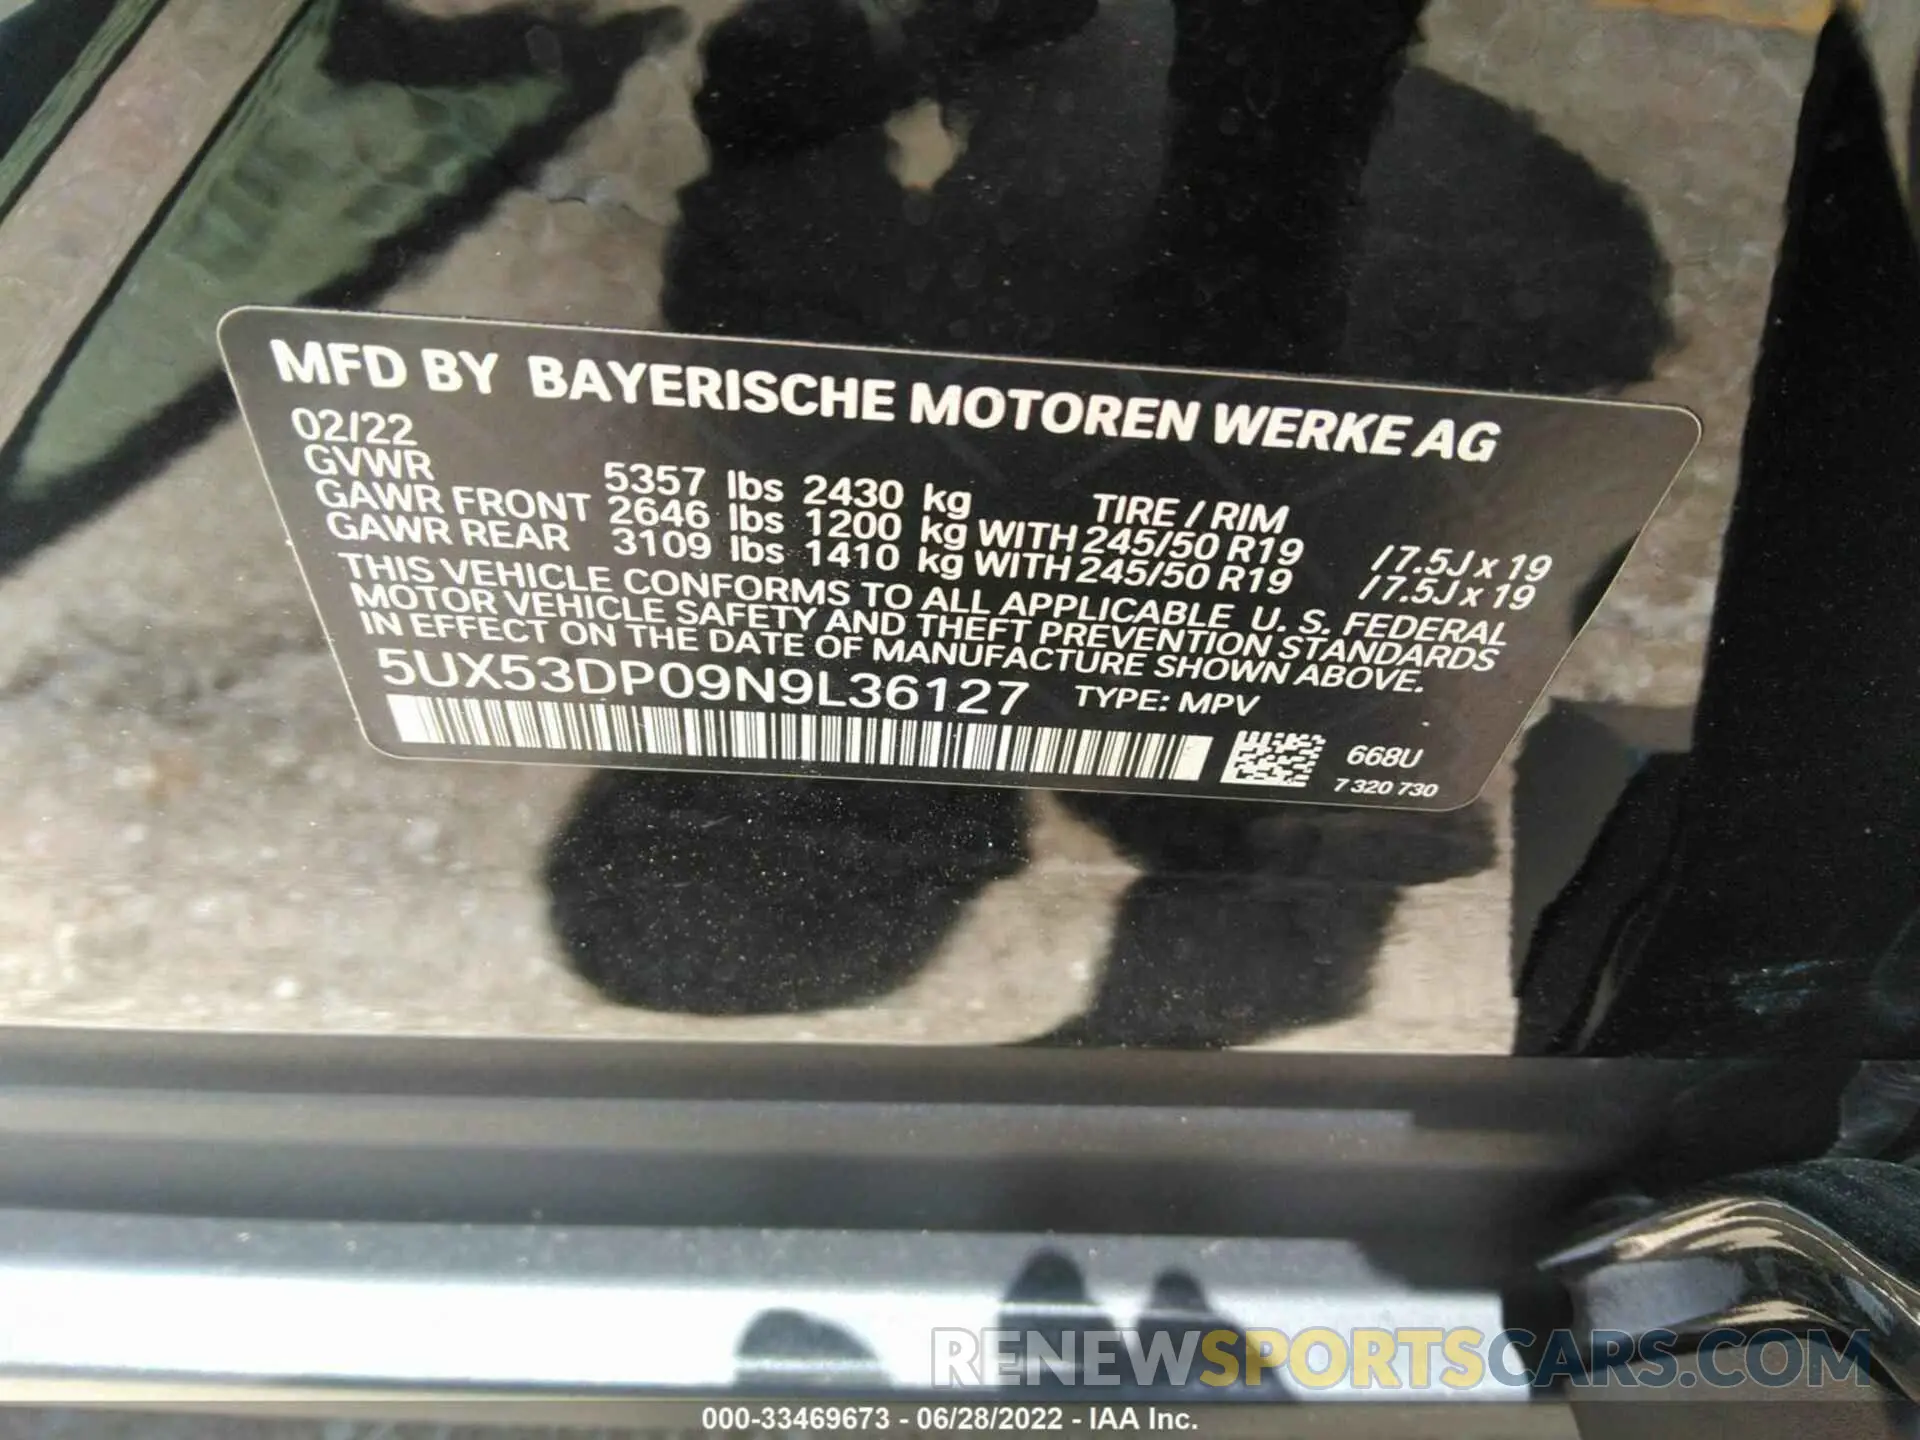 MFD BY BAYERISCHE MOTOREN WERKE AG
02/22
GVWR 5357 lbs 2430 kg TIRE / RIM
GAWR FRONT 2646 lbs 1200 kg WITH 245/50 R19 /7.5J x 19
GAWR REAR 3109 lbs 1410 kg WITH 245/50 R19 /7.5J x 19
THIS VEHICLE CONFORMS TO ALL APPLICABLE U. S. FEDERAL
MOTOR VEHICLE SAFETY AND THEFT PREVENTION STANDARDS
IN EFFECT ON THE DATE OF MANUFACTURE SHOWN ABOVE.
5UX53DP09N9L36127 TYPE: MPV
668U
7 320 730
RENEWSPORTSCARS.COM
000-33469673 - 06/28/2022 - IAA Inc.